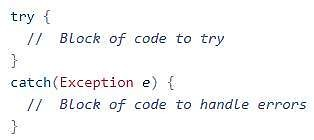 try {
  //  Block of code to try
}
catch(Exception e) {
  //  Block of code to handle errors
}